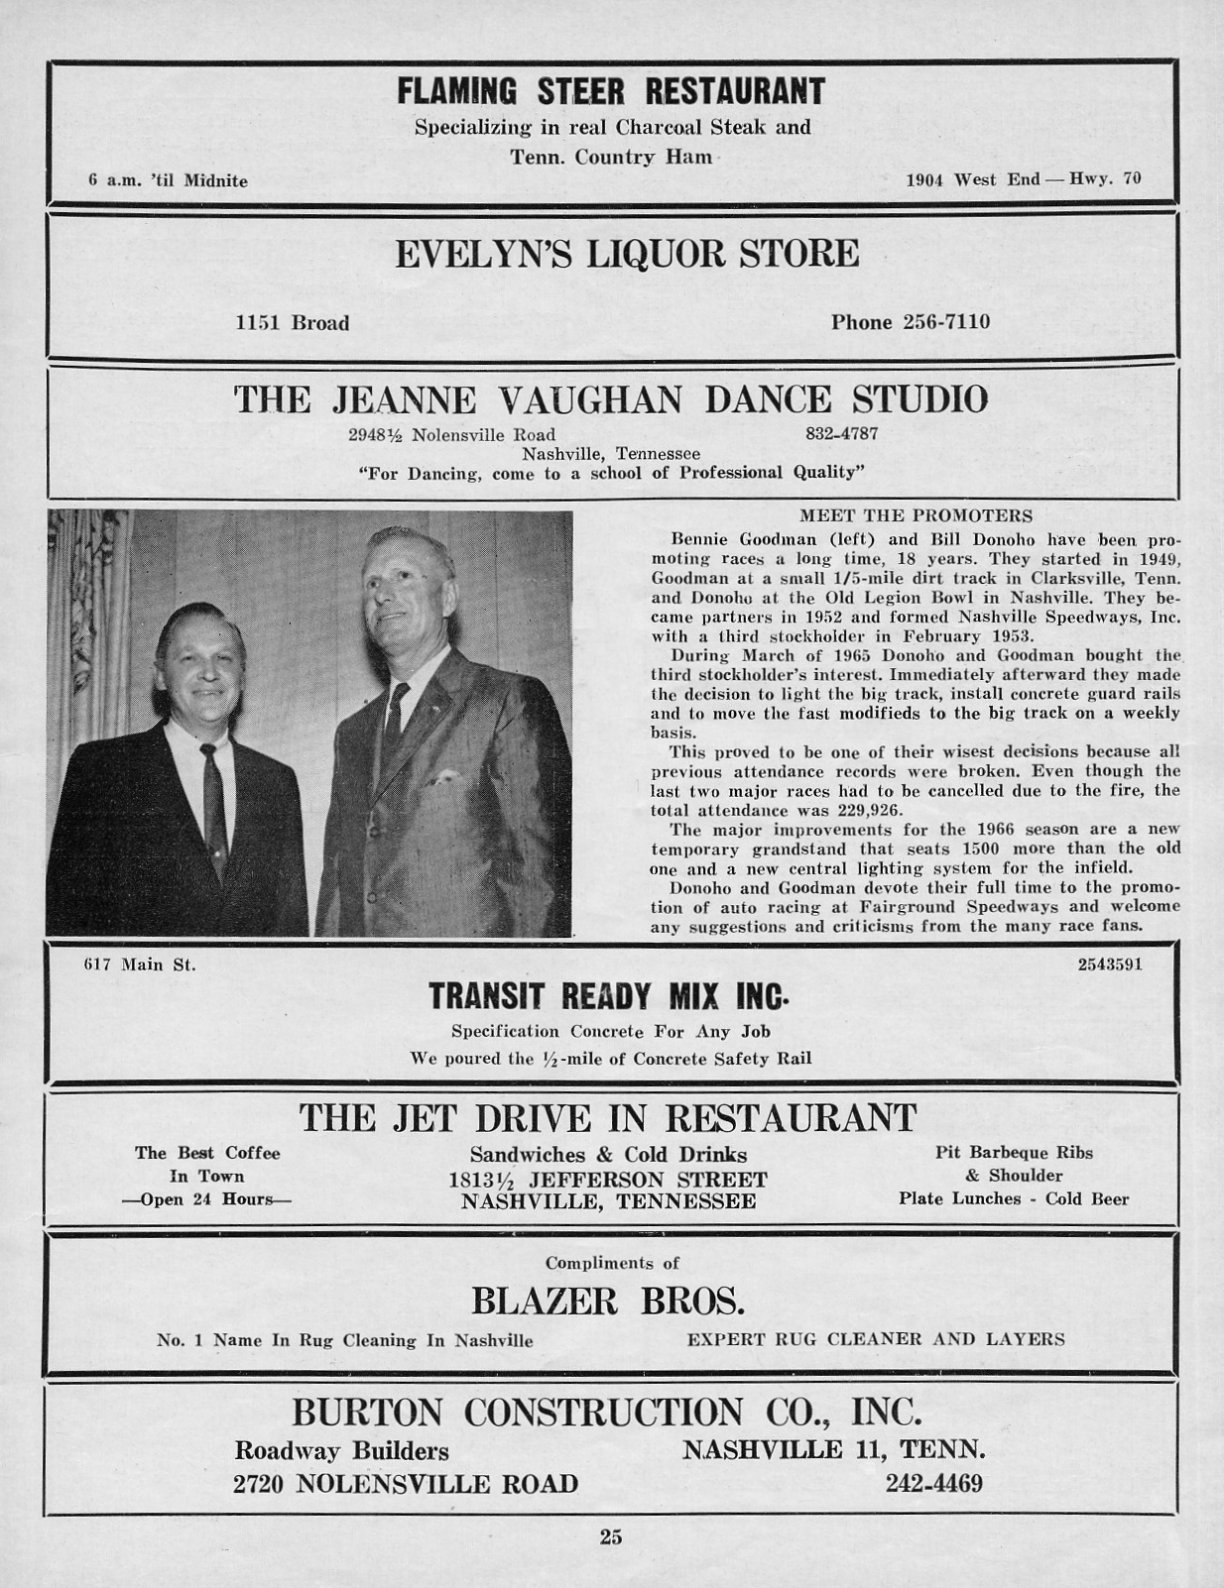 FLAMING STEER RESTAURANT
Specializing in real Charcoal Steak and
Tenn. Country Ham
6 a.m. 'til Midnite
1904 West End — Hwy. 70
EVELYN'S LIQUOR STORE
1151 Broad
Phone 256-7110
THE JEANNE VAUGHAN DANCE STUDIO
2948½ Nolensville Road
832-4787
Nashville, Tennessee
"For Dancing, come to a school of Professional Quality"
MEET THE PROMOTERS
Bennie Goodman (left) and Bill Donoho have been pro-
moting races a long time, 18 years. They started in 1949,
Goodman at a small 1/5-mile dirt track in Clarksville, Tenn.
and Donoho at the Old Legion Bowl in Nashville. They be-
came partners in 1952 and formed Nashville Speedways, Inc.
with a third stockholder in February 1953.
During March of 1965 Donoho and Goodman bought the
third stockholder's interest. Immediately afterward they made
the decision to light the big track, install concrete guard rails
and to move the fast modifieds to the big track on a weekly
basis.
This proved to be one of their wisest decisions because all
previous attendance records were broken. Even though the
last two major races had to be cancelled due to the fire, the
total attendance was 229,926.
The major improvements for the 1966 season are a new
temporary grandstand that seats 1500 more than the old
one and a new central lighting system for the infield.
Donoho and Goodman devote their full time to the promo-
tion of auto racing at Fairground Speedways and welcome
any suggestions and criticisms from the many race fans.
617 Main St.
2543591
TRANSIT READY MIX INC.
Specification Concrete For Any Job
We poured the ½-mile of Concrete Safety Rail
THE JET DRIVE IN RESTAURANT
The Best Coffee
In Town
—Open 24 Hours—
Sandwiches & Cold Drinks
1813½ JEFFERSON STREET
NASHVILLE, TENNESSEE
Pit Barbeque Ribs
& Shoulder
Plate Lunches - Cold Beer
Compliments of
BLAZER BROS.
No. 1 Name In Rug Cleaning In Nashville
EXPERT RUG CLEANER AND LAYERS
BURTON CONSTRUCTION CO., INC.
Roadway Builders
NASHVILLE 11, TENN.
2720 NOLENSVILLE ROAD
242-4469
25